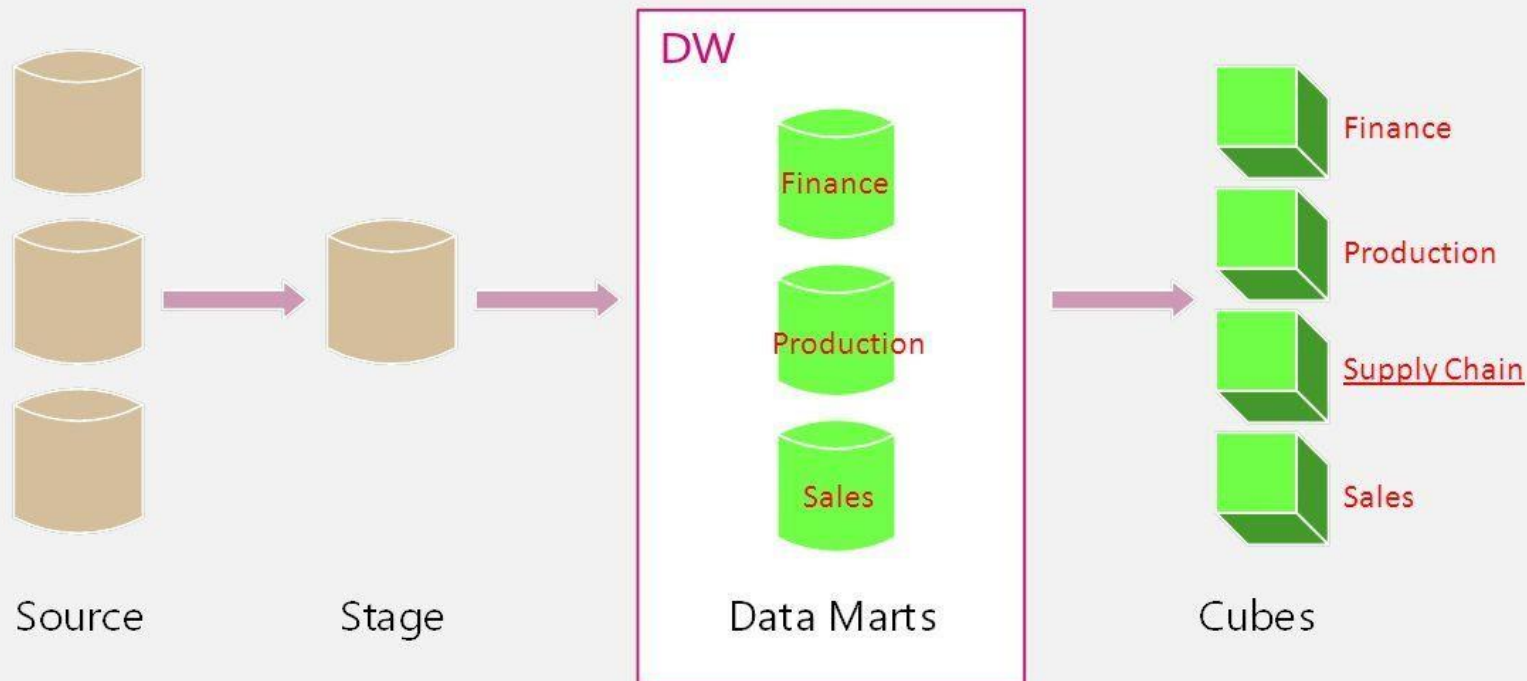 DW
Finance
Production
Sales
Finance
Production
Supply Chain
Sales
Source
Stage
Data Marts
Cubes